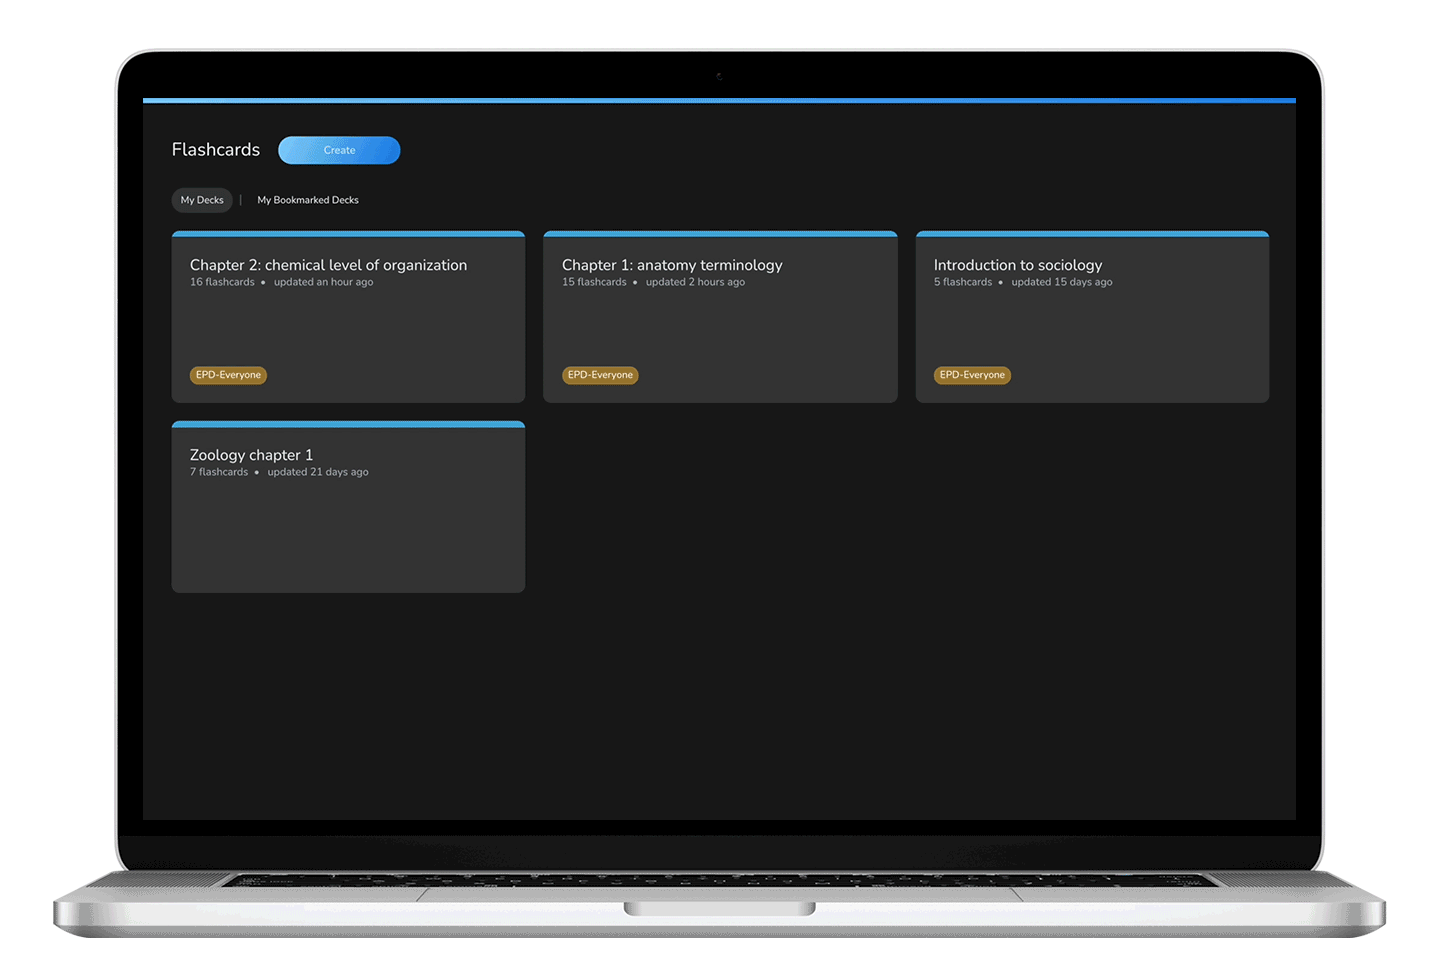 Flashcards
Create
My Decks | My Bookmarked Decks
Chapter 2: chemical level of organization
16 flashcards • updated an hour ago
EPD-Everyone
Chapter 1: anatomy terminology
15 flashcards • updated 2 hours ago
EPD-Everyone
Introduction to sociology
5 flashcards • updated 15 days ago
EPD-Everyone
Zoology chapter 1
7 flashcards • updated 21 days ago